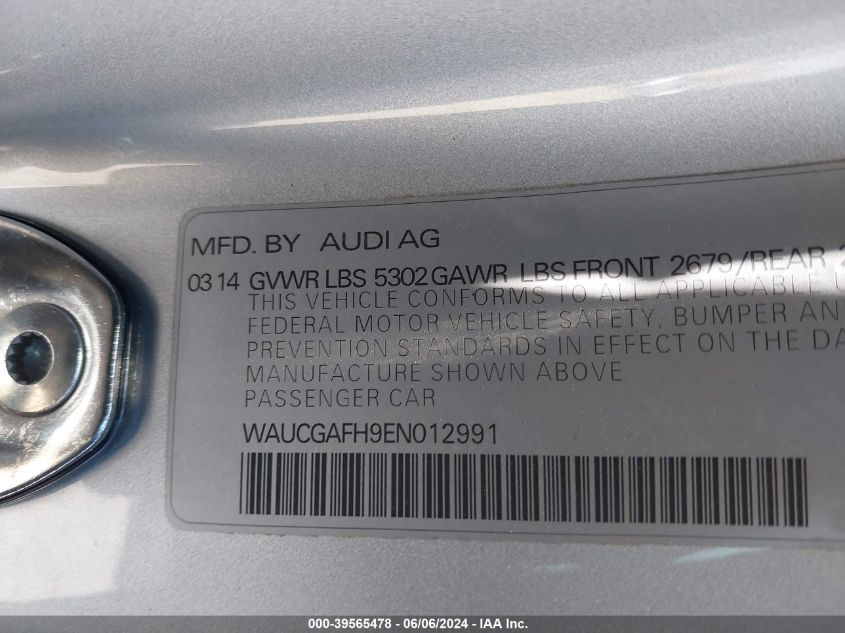 MFD. BY AUDI AG
03 14 GVWR LBS 5302 GAWR LBS FRONT 2679/REAR
THIS VEHICLE CONFORMS TO ALL APPLICABLE
FEDERAL MOTOR VEHICLE SAFETY, BUMPER
PREVENTION STANDARDS IN EFFECT ON THE
MANUFACTURE SHOWN ABOVE
PASSENGER CAR
WAUCGAFH9EN012991
000-39565478 - 06/06/2024 - IAA Inc.